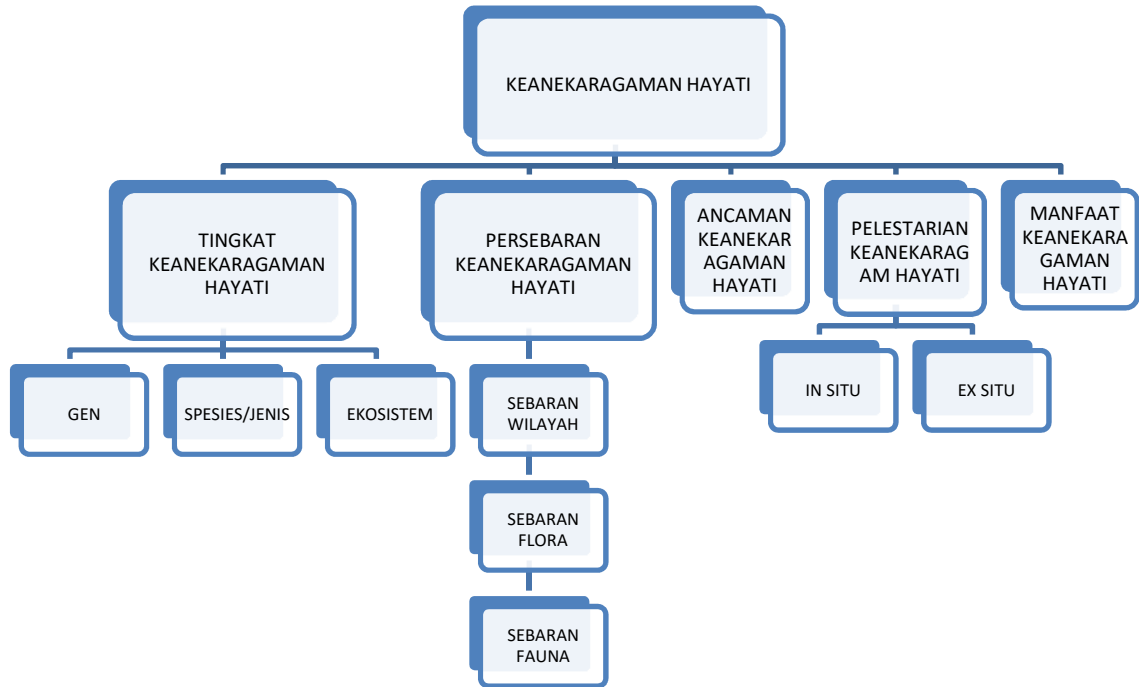 KEANEKARAGAMAN HAYATI
TINGKAT
KEANEKARAGAMAN
HAYATI
PERSEBARAN
KEANEKARAGAMAN
HAYATI
ANCAMAN
KEANEKAR
AGAMAN
HAYATI
PELESTARIAN
KEANEKARAG
AM HAYATI
MANFAAT
KEANEKARA
GAMAN
HAYATI
GEN
SPESIES/JENIS
EKOSISTEM
SEBARAN
WILAYAH
IN SITU
EX SITU
SEBARAN
FLORA
SEBARAN
FAUNA